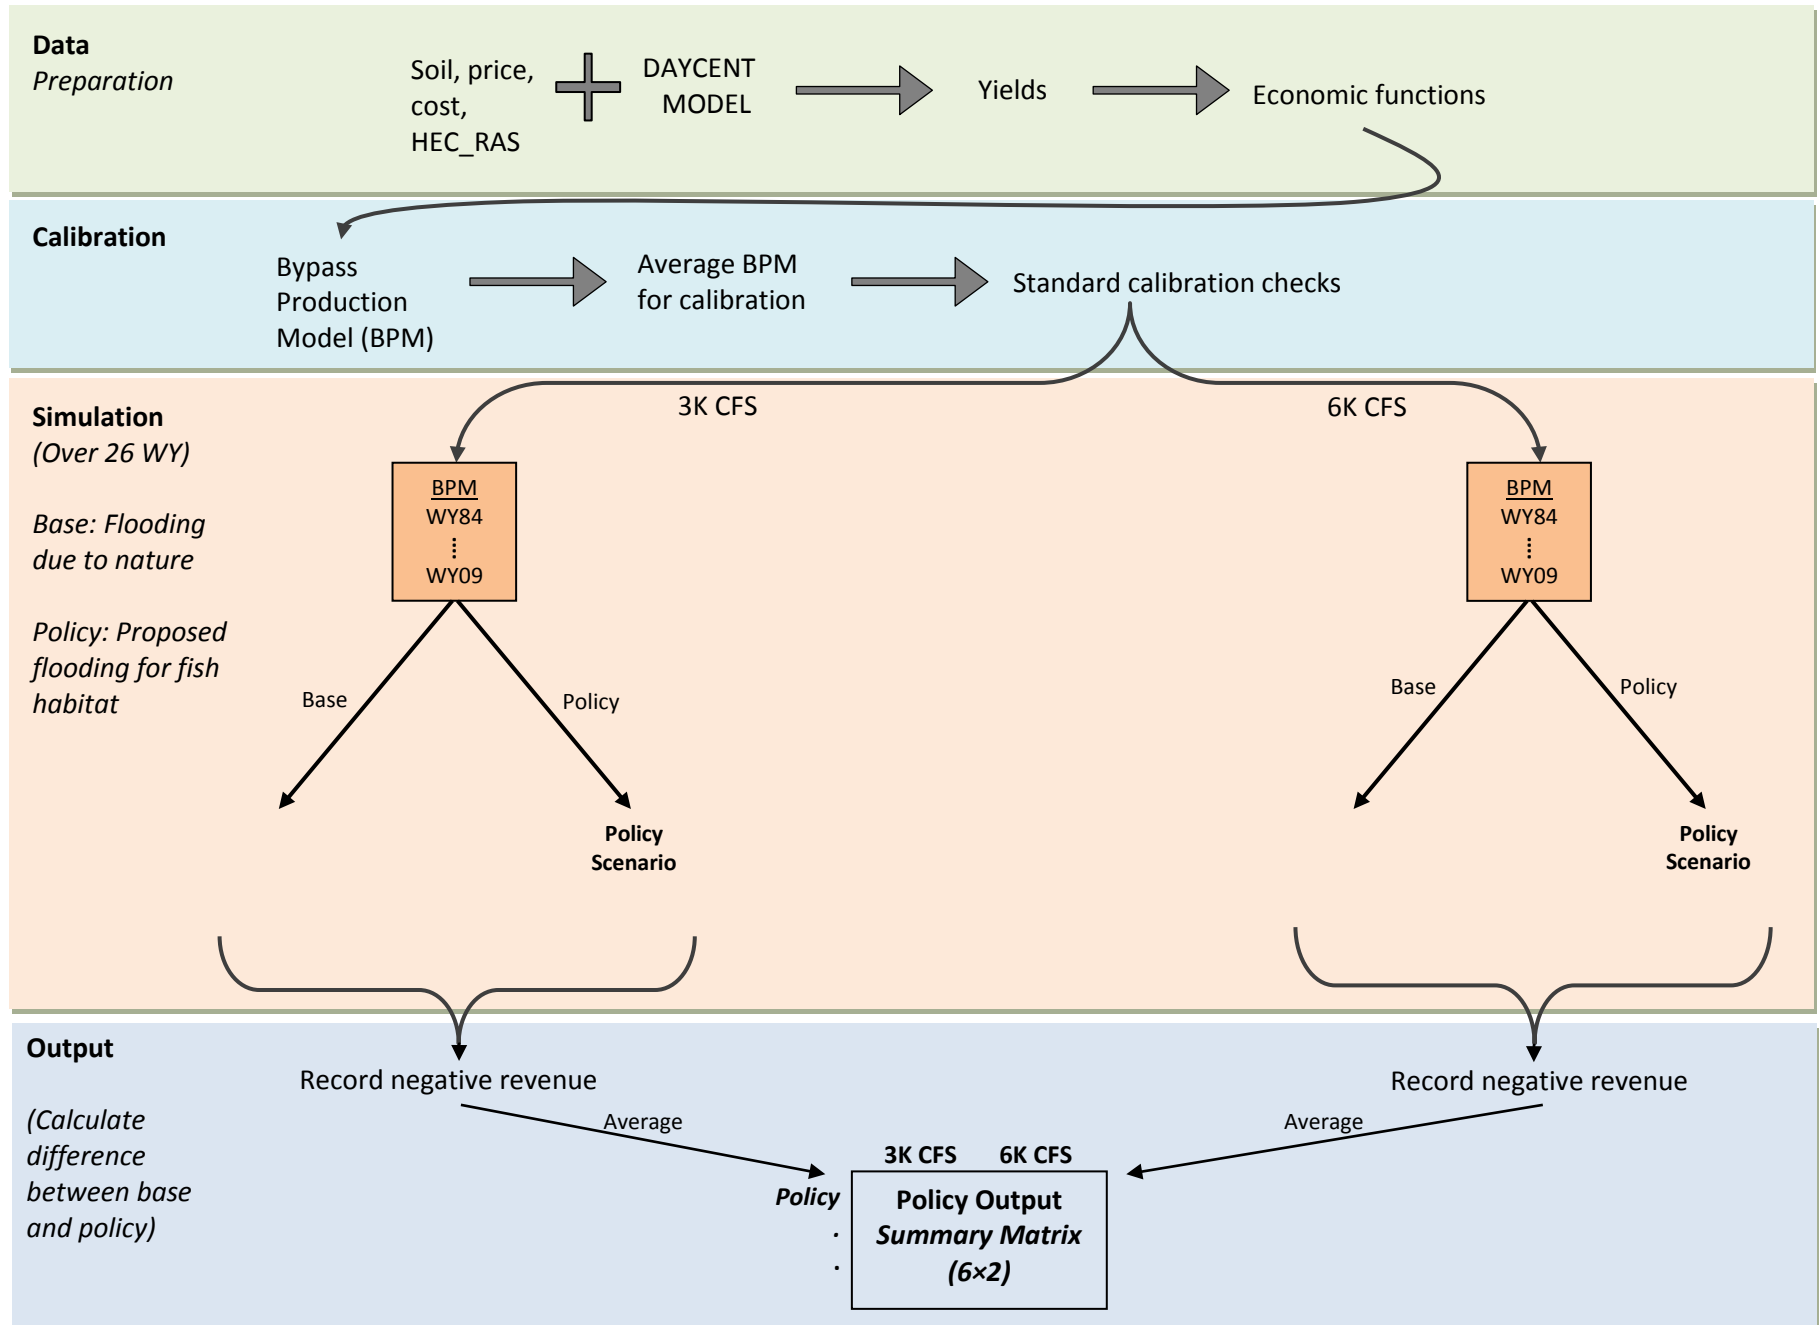 Data
Preparation
Soil, price,
cost,
HEC_RAS
DAYCENT
MODEL
Yields
Economic functions
Calibration
Bypass
Production
Model (BPM)
Average BPM
for calibration
Standard calibration checks
Simulation
(Over 26 WY)
Base: Flooding
due to nature
Policy: Proposed
flooding for fish
habitat
3K CFS
6K CFS
BPM
WY84
WY09
BPM
WY84
WY09
Base
Policy
Base
Policy
Policy
Scenario
Policy
Scenario
Output
(Calculate
difference
between base
and policy)
Record negative revenue
Record negative revenue
Average
Average
3K CFS 6K CFS
Policy
.
.
Policy Output
Summary Matrix
(6×2)